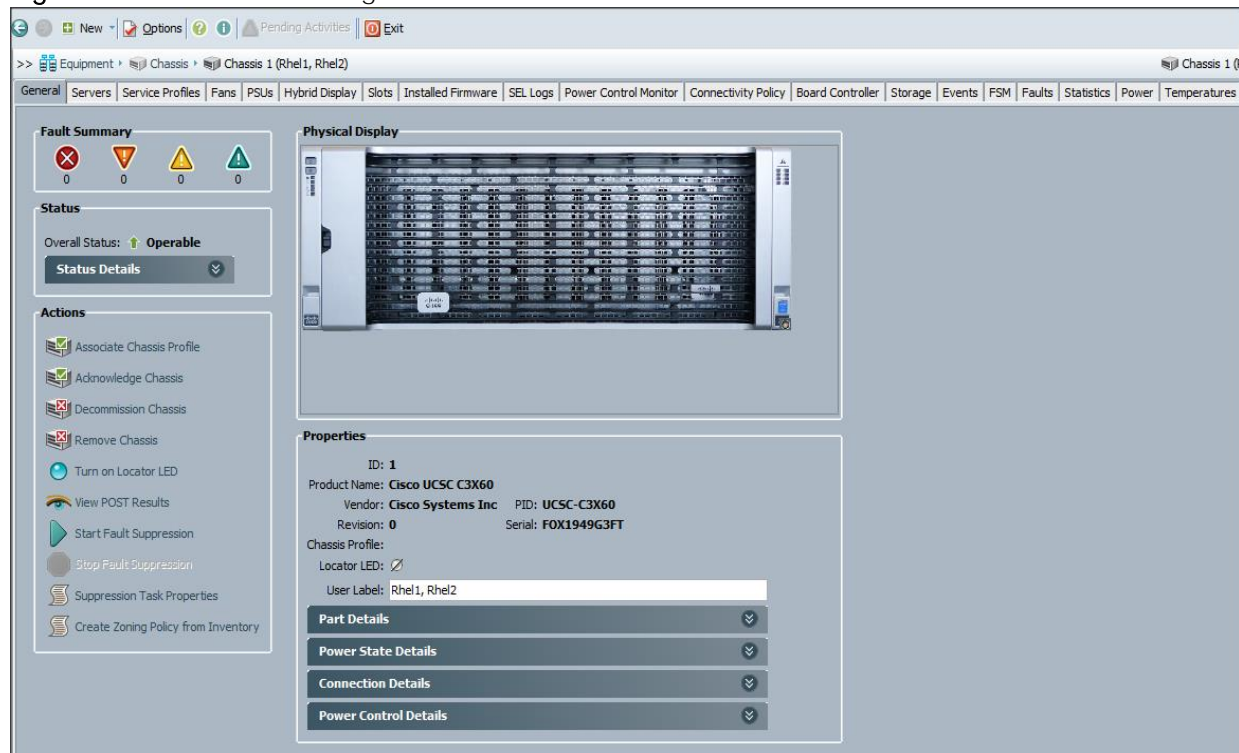 New Options Pending Activities Exit
>> Equipment Chassis Chassis 1 (Rhel1, Rhel2) Chassis 1
General Servers Service Profiles Fans PSUs Hybrid Display Slots Installed Firmware SEL Logs Power Control Monitor Connectivity Policy Board Controller Storage Events FSM Faults Statistics Power Temperatures
Fault Summary
0 0 0 0
Status
Overall Status: Operable
Status Details
Actions
Associate Chassis Profile
Acknowledge Chassis
Decommission Chassis
Remove Chassis
Turn on Locator LED
View POST Results
Start Fault Suppression
Stop Fault Suppression
Suppression Task Properties
Create Zoning Policy from Inventory
Physical Display
Properties
ID: 1
Product Name: Cisco UCSC C3X60
Vendor: Cisco Systems Inc PID: UCSC-C3X60
Revision: 0 Serial: FOX1949G3FT
Chassis Profile:
Locator LED:
User Label: Rhel1, Rhel2
Part Details
Power State Details
Connection Details
Power Control Details